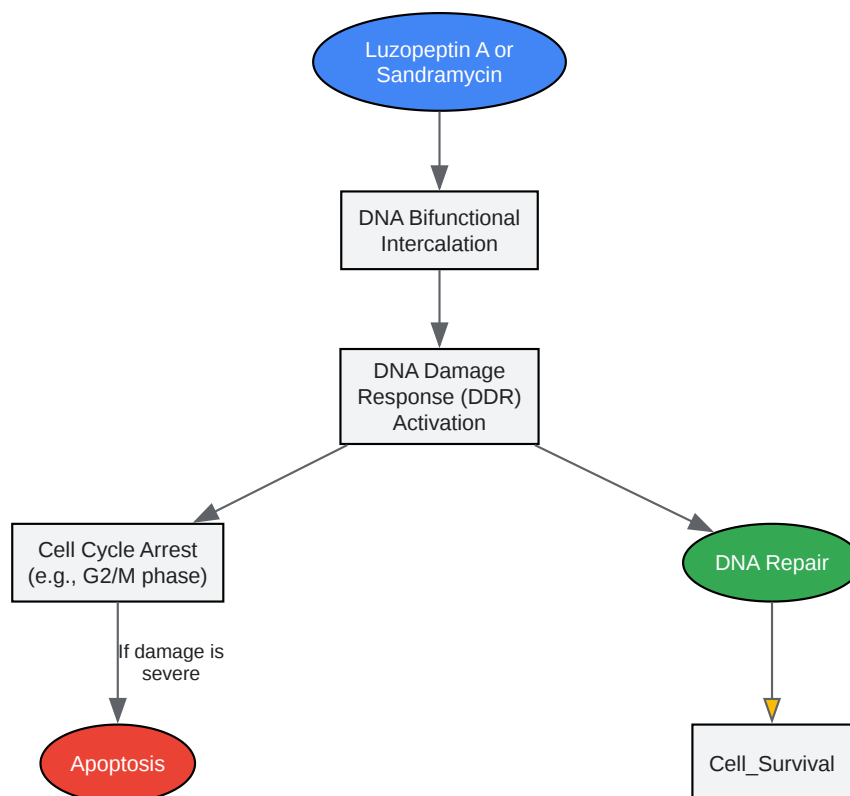 Luzopeptin A or
Sandramycin
DNA Bifunctional
Intercalation
DNA Damage
Response (DDR)
Activation
Cell Cycle Arrest
(e.g., G2/M phase)
DNA Repair
If damage is
severe
Apoptosis
Cell_Survival